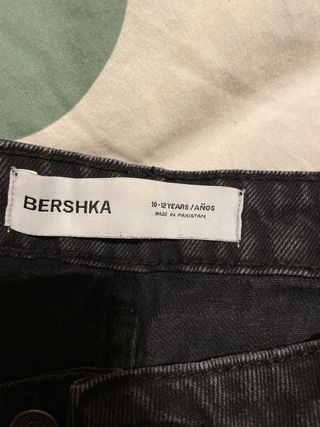 BERSHKA
10-12 YEARS/AÑOS
MADE IN PAKISTAN